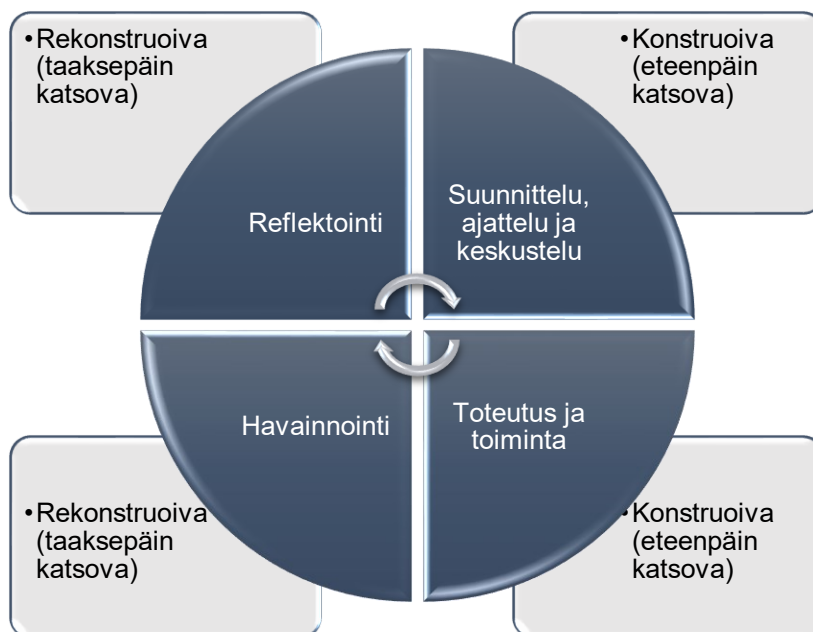 •Rekonstruoiva
(taaksepäin
katsova)
•Konstruoiva
(eteenpäin
katsova)
Reflektointi
Suunnittelu,
ajattelu ja
keskustelu
Havainnointi
Toteutus ja
toiminta
•Rekonstruoiva
(taaksepäin
katsova)
•Konstruoiva
(eteenpäin
katsova)